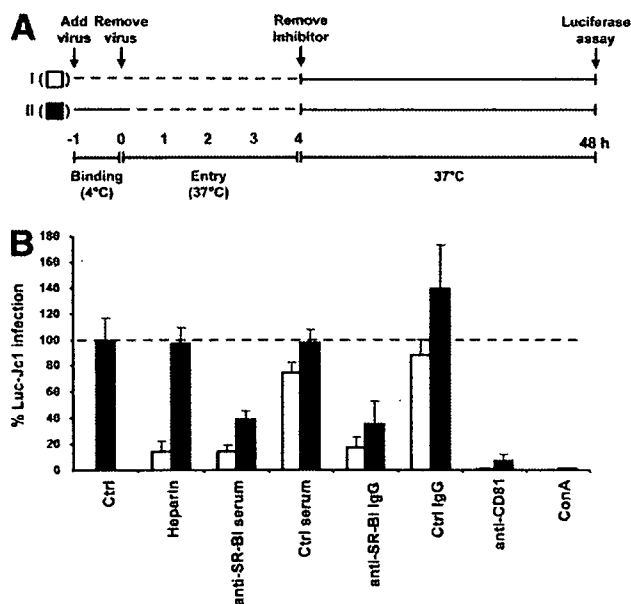 A
Add virus
Remove virus
Remove inhibitor
Luciferase assay
I ( )
II ( )
-1 0 1 2 3 4 48 h
Binding (4°C)
Entry (37°C)
37°C
B
% Luc-Jc1 infection
180
160
140
120
100
80
60
40
20
0
Ctrl
Heparin
anti-SR-BI serum
Ctrl serum
anti-SR-BI IgG
Ctrl IgG
anti-CD81
ConA